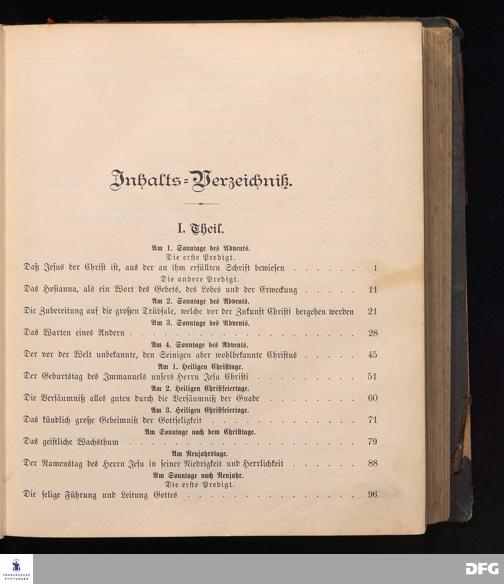 Inhalts-Verzeichniß.
I. Theil.
Am 1. Sonntage des Advents.
Die erste Predigt.
Daß Jesus der Christ ist, aus der an ihm erfüllten Schrift bewiesen . . . . . . 1
Die andere Predigt.
Das Hosianna, als ein Wort des Gebets, des Lobes und der Erweckung . . . . . 11
Am 2. Sonntage des Advents.
Die Zubereitung auf die großen Trübsale, welche vor der Zukunft Christi hergehen werden 21
Am 3. Sonntage des Advents.
Das Warten eines Andern . . . . . . . . . . . . . . . . . . . . 28
Am 4. Sonntage des Advents.
Der vor der Welt unbekannte, den Seinigen aber wohlbekannte Christus . . . . . 45
Am 1. Heiligen Christtage.
Der Geburtstag des Immanuels unsers Herrn Jesu Christi . . . . . . . . . 51
Am 2. Heiligen Christfeiertage.
Die Versäumniß alles guten durch die Versäumniß der Gnade . . . . . . . . 60
Am 3. Heiligen Christfeiertage.
Das kündlich große Geheimniß der Gottseligkeit . . . . . . . . . . . . . 71
Am Sonntage nach dem Christtage.
Das geistliche Wachsthum . . . . . . . . . . . . . . . . . . . . 79
Am Neujahrstage.
Der Namenstag des Herrn Jesu in seiner Niedrigkeit und Herrlichkeit . . . . . . 88
Am Sonntage nach Neujahr.
Die erste Predigt.
Die selige Führung und Leitung Gottes . . . . . . . . . . . . . . . 96
FRANCKESCHE
STIFTUNGEN
DFG